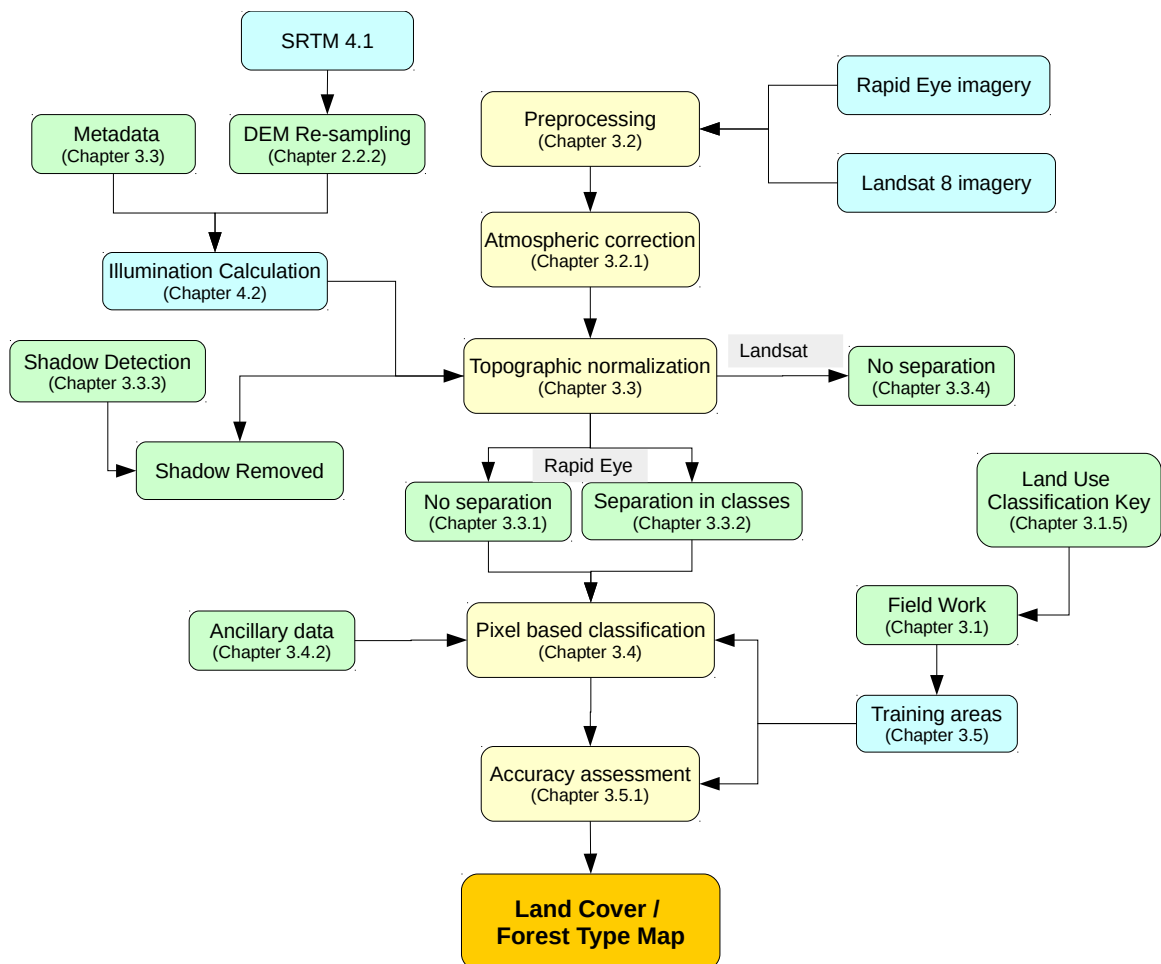 SRTM 4.1
Rapid Eye imagery
Metadata
(Chapter 3.3)
DEM Re-sampling
(Chapter 2.2.2)
Preprocessing
(Chapter 3.2)
Landsat 8 imagery
Atmospheric correction
(Chapter 3.2.1)
Illumination Calculation
(Chapter 4.2)
Shadow Detection
(Chapter 3.3.3)
Topographic normalization
(Chapter 3.3)
Landsat
No separation
(Chapter 3.3.4)
Shadow Removed
Rapid Eye
No separation
(Chapter 3.3.1)
Separation in classes
(Chapter 3.3.2)
Land Use
Classification Key
(Chapter 3.1.5)
Ancillary data
(Chapter 3.4.2)
Pixel based classification
(Chapter 3.4)
Field Work
(Chapter 3.1)
Training areas
(Chapter 3.5)
Accuracy assessment
(Chapter 3.5.1)
Land Cover /
Forest Type Map